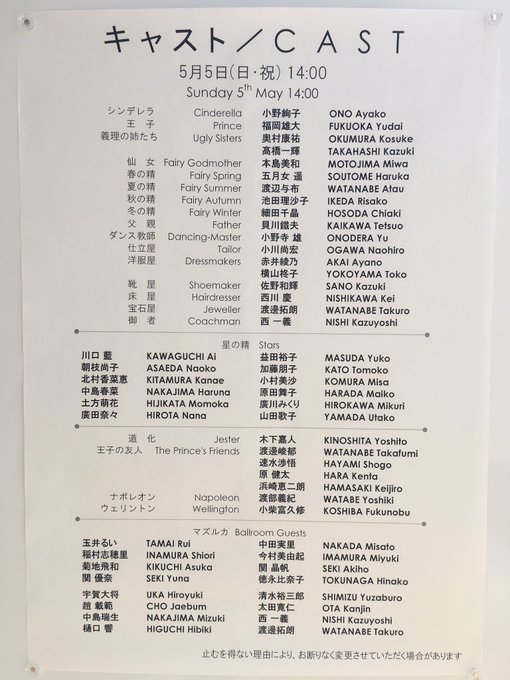 キャスト／CAST
5月5日(日・祝) 14:00
Sunday 5th May 14:00
シンデレラ Cinderella 小野絢子 ONO Ayako
王子 Prince 福岡雄大 FUKUOKA Yudai
義理の姉たち Ugly Sisters 奥村康祐 OKUMURA Kosuke
髙橋一輝 TAKAHASHI Kazuki
仙女 Fairy Godmother 本島美和 MOTOJIMA Miwa
春の精 Fairy Spring 五月女 遥 SOUTOME Haruka
夏の精 Fairy Summer 渡辺与布 WATANABE Atau
秋の精 Fairy Autumn 池田理沙子 IKEDA Risako
冬の精 Fairy Winter 細田千晶 HOSODA Chiaki
父親 Father 貝川鐵夫 KAIKAWA Tetsuo
ダンス教師 Dancing-Master 小野寺 雄 ONODERA Yu
仕立屋 Tailor 小川尚宏 OGAWA Naohiro
洋服屋 Dressmakers 赤井綾乃 AKAI Ayano
横山柊子 YOKOYAMA Toko
靴屋 Shoemaker 佐野和輝 SANO Kazuki
床屋 Hairdresser 西川 慶 NISHIKAWA Kei
宝石屋 Jeweller 渡邊拓朗 WATANABE Takuro
御者 Coachman 西 一義 NISHI Kazuyoshi
星の精 Stars
川口 藍 KAWAGUCHI Ai 益田裕子 MASUDA Yuko
朝枝尚子 ASAEDA Naoko 加藤朋子 KATO Tomoko
北村香菜恵 KITAMURA Kanae 小村美沙 KOMURA Misa
中島春菜 NAKAJIMA Haruna 原田舞子 HARADA Maiko
土方萌花 HIJIKATA Momoka 廣川みくり HIROKAWA Mikuri
廣田奈々 HIROTA Nana 山田歌子 YAMADA Utako
道化 Jester 木下嘉人 KINOSHITA Yoshito
王子の友人 The Prince's Friends 渡邊峻郁 WATANABE Takafumi
速水渉悟 HAYAMI Shogo
原 健太 HARA Kenta
浜崎恵二朗 HAMASAKI Keijiro
ナポレオン Napoleon 渡部義紀 WATABE Yoshiki
ウェリントン Wellington 小柴富久修 KOSHIBA Fukunobu
マズルカ Ballroom Guests
玉井るい TAMAI Rui 中田実里 NAKADA Misato
稲村志穂里 INAMURA Shiori 今村美由起 IMAMURA Miyuki
菊地飛和 KIKUCHI Asuka 関 晶帆 SEKI Akiho
関 優奈 SEKI Yuna 徳永比奈子 TOKUNAGA Hinako
宇賀大将 UKA Hiroyuki 清水裕三郎 SHIMIZU Yuzaburo
趙 載範 CHO Jaebum 太田寛仁 OTA Kanjin
中島瑞生 NAKAJIMA Mizuki 西 一義 NISHI Kazuyoshi
樋口 響 HIGUCHI Hibiki 渡邊拓朗 WATANABE Takuro
止むを得ない理由により、お断りなく変更させていただく場合があります